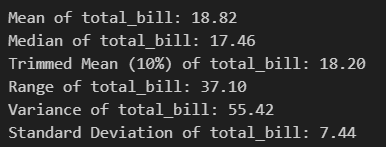 Mean of total_bill: 18.82
Median of total_bill: 17.46
Trimmed Mean (10%) of total_bill: 18.20
Range of total_bill: 37.10
Variance of total_bill: 55.42
Standard Deviation of total_bill: 7.44